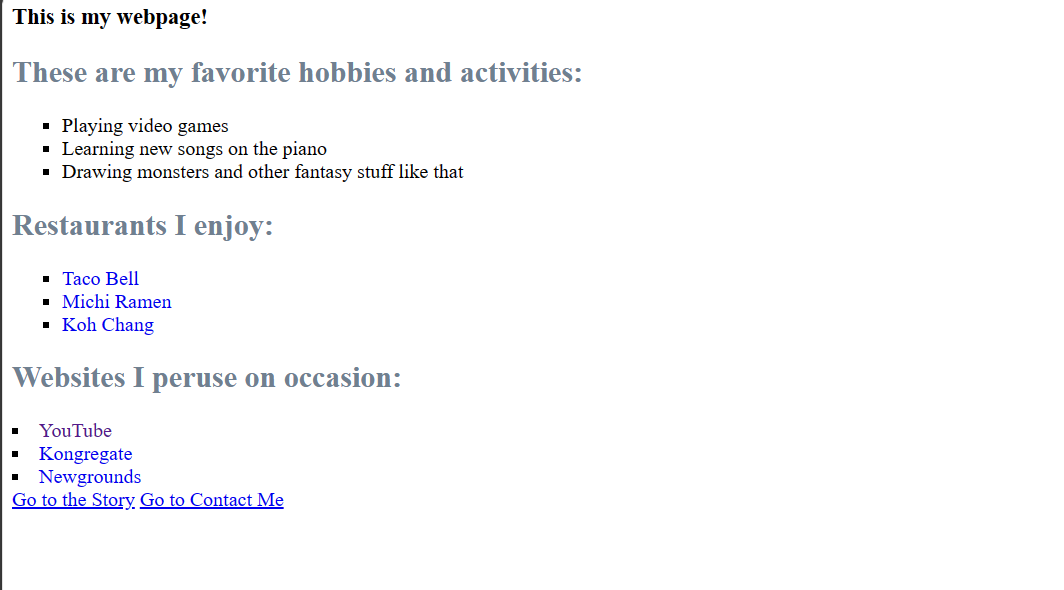 This is my webpage!
These are my favorite hobbies and activities:
Playing video games
Learning new songs on the piano
Drawing monsters and other fantasy stuff like that
Restaurants I enjoy:
Taco Bell
Michi Ramen
Koh Chang
Websites I peruse on occasion:
YouTube
Kongregate
Newgrounds
Go to the Story Go to Contact Me